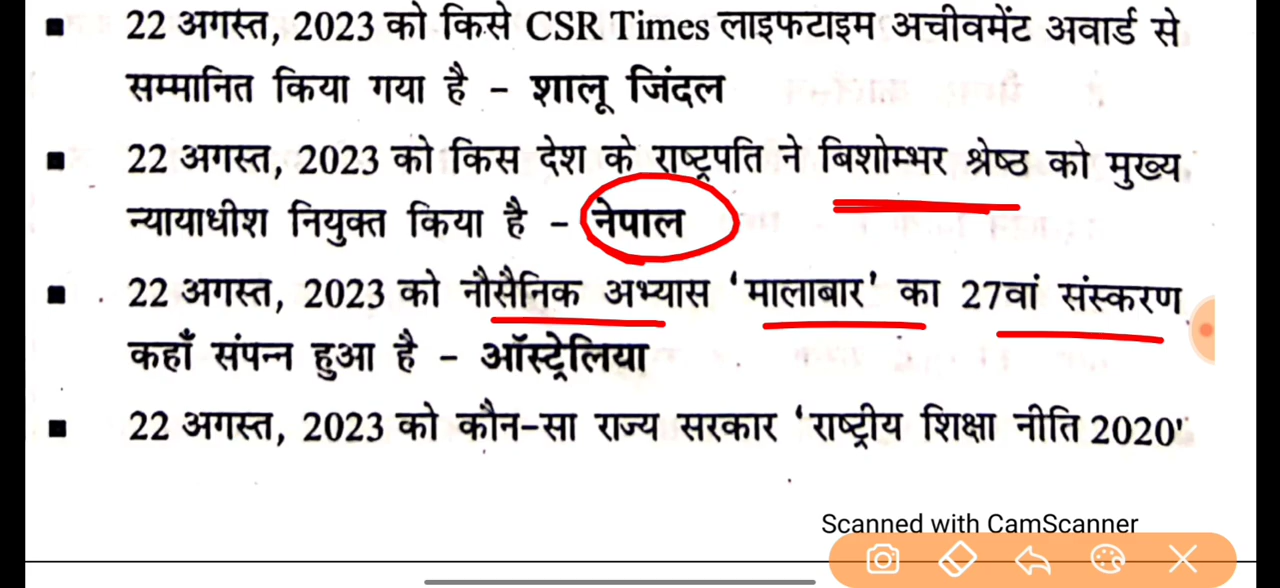 ▪ 22 अगस्त, 2023 को किसे CSR Times लाइफटाइम अचीवमेंट अवार्ड से
सम्मानित किया गया है – शालू जिंदल
▪ 22 अगस्त, 2023 को किस देश के राष्ट्रपति ने बिशोम्भर श्रेष्ठ को मुख्य
न्यायाधीश नियुक्त किया है – नेपाल
▪ 22 अगस्त, 2023 को नौसैनिक अभ्यास 'मालाबार' का 27वां संस्करण
कहाँ संपन्न हुआ है – ऑस्ट्रेलिया
▪ 22 अगस्त, 2023 को कौन-सा राज्य सरकार 'राष्ट्रीय शिक्षा नीति 2020'
Scanned with CamScanner